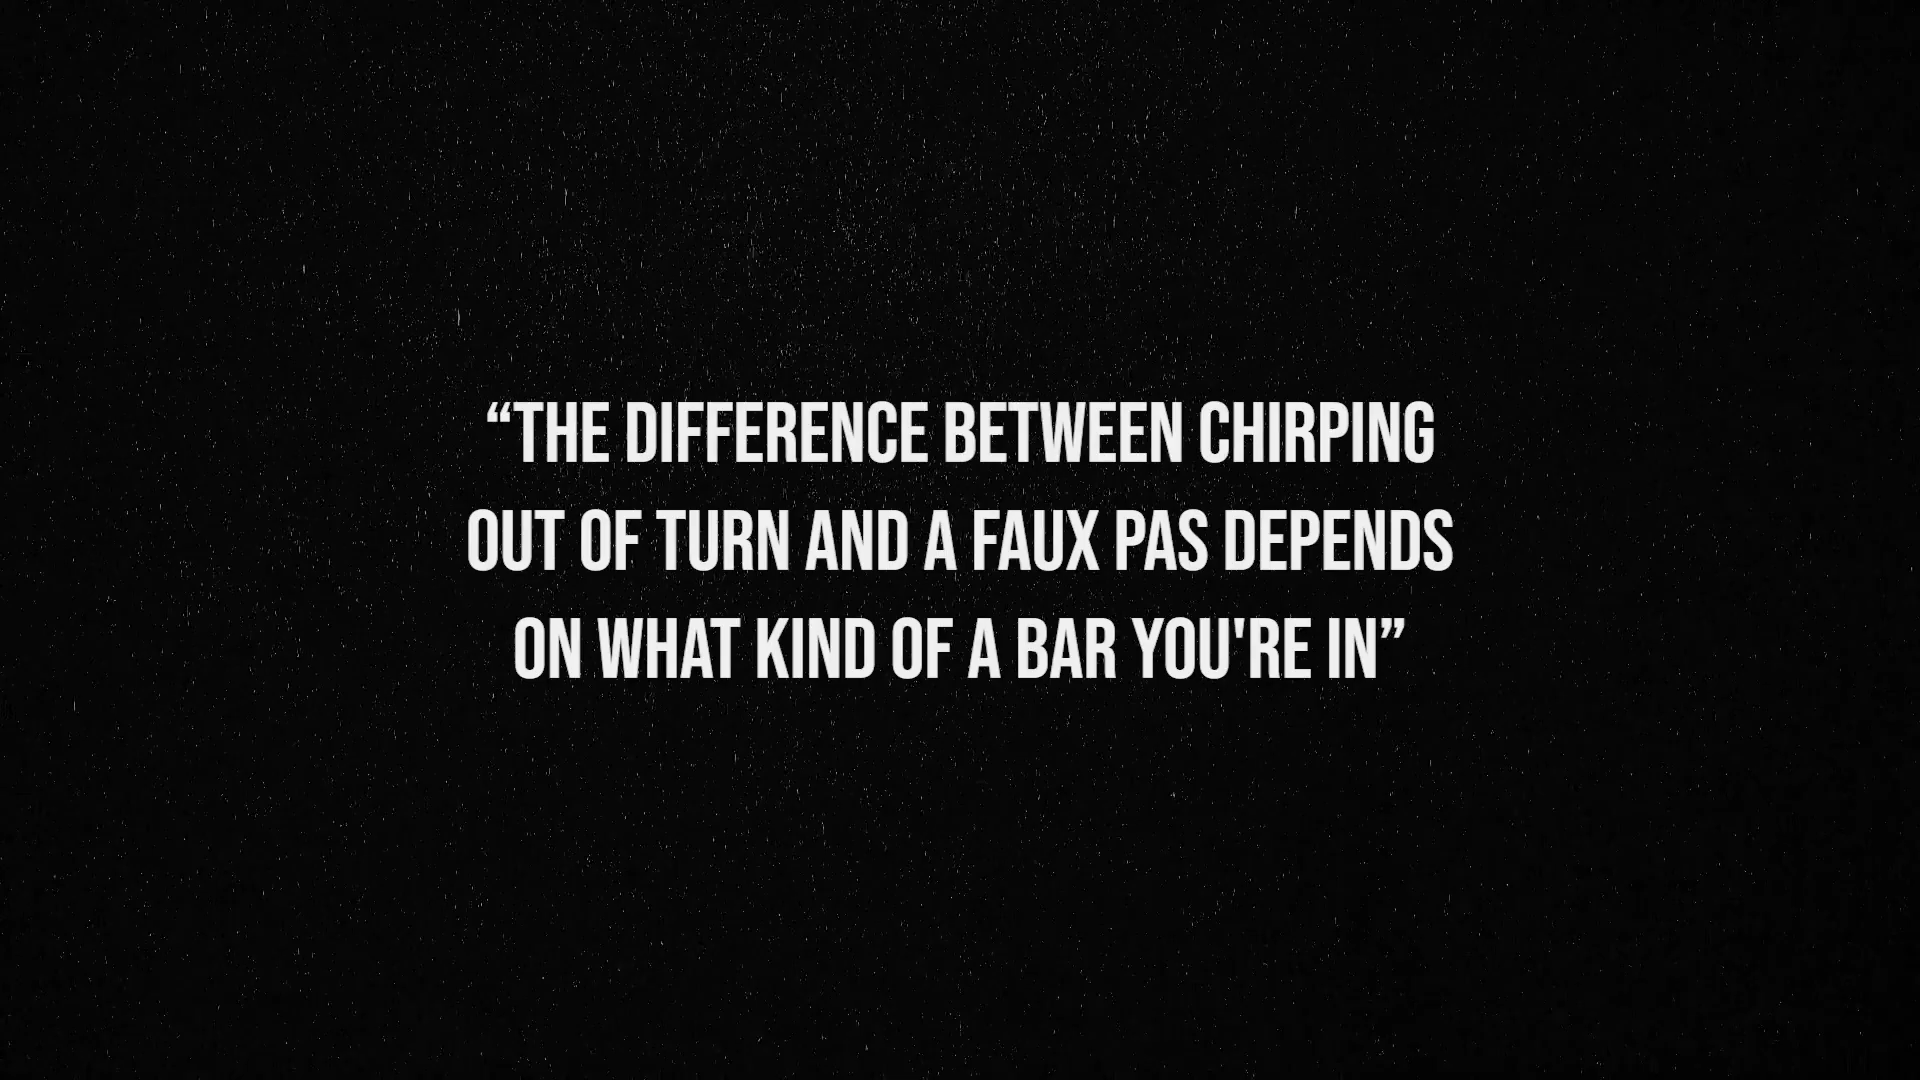 “THE DIFFERENCE BETWEEN CHIRPING
OUT OF TURN AND A FAUX PAS DEPENDS
ON WHAT KIND OF A BAR YOU'RE IN”